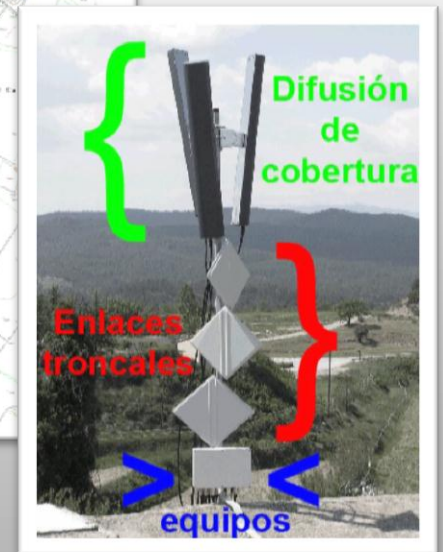 Difusión
de
cobertura
Enlaces
troncales
equipos